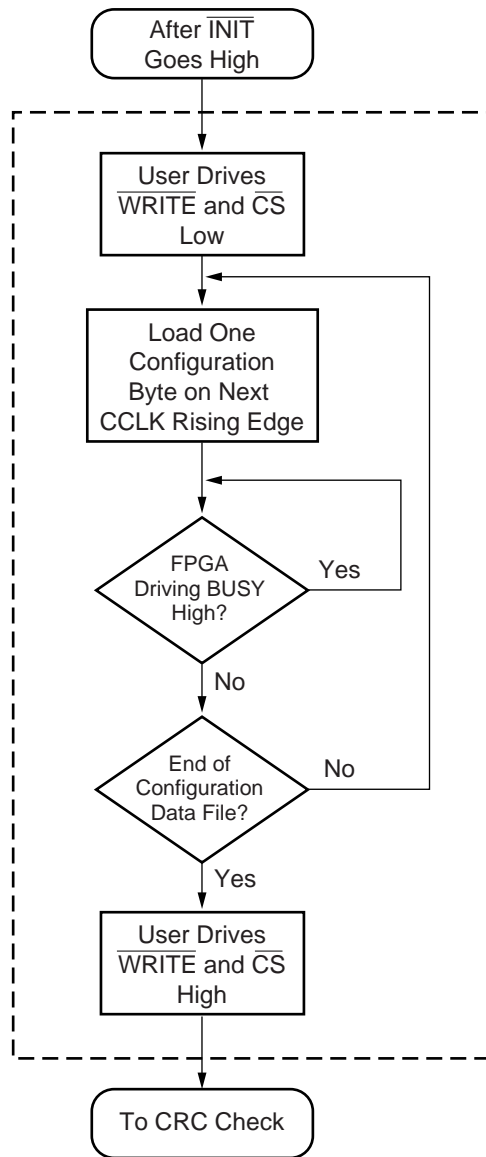 After INIT
Goes High
User Drives
WRITE and CS
Low
Load One
Configuration
Byte on Next
CCLK Rising Edge
FPGA
Driving BUSY
High?
Yes
No
End of
Configuration
Data File?
No
Yes
User Drives
WRITE and CS
High
To CRC Check